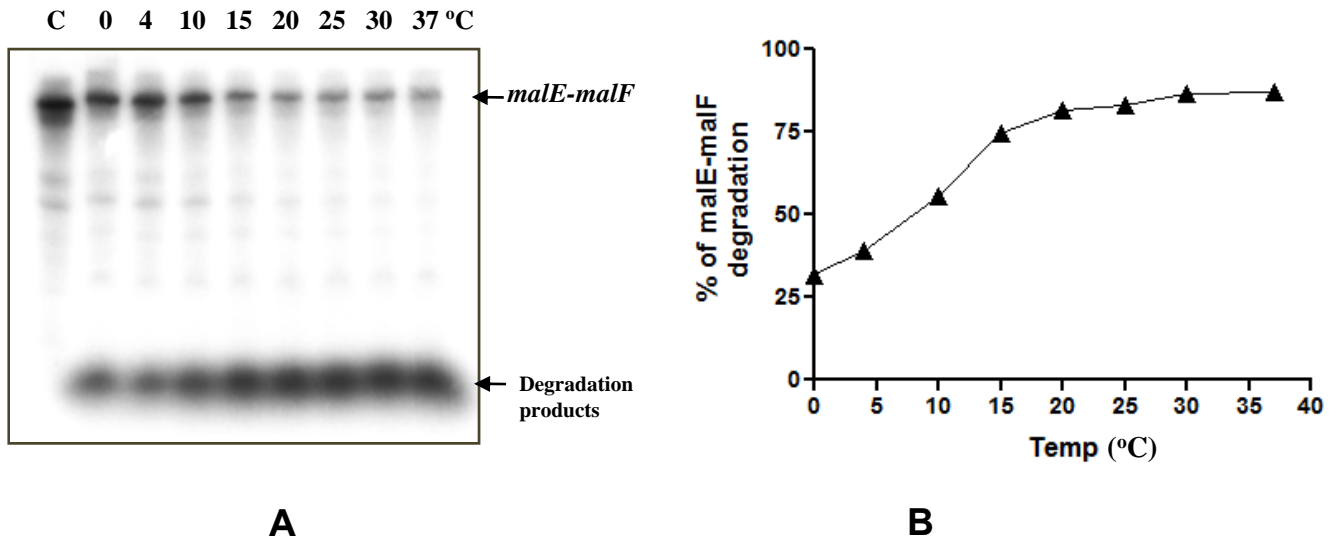 C 0 4 10 15 20 25 30 37 ºC
malE-malF
Degradation
products
A
% of malE-malF
degradation
100
75
50
25
0
0 5 10 15 20 25 30 35 40
Temp (ºC)
B